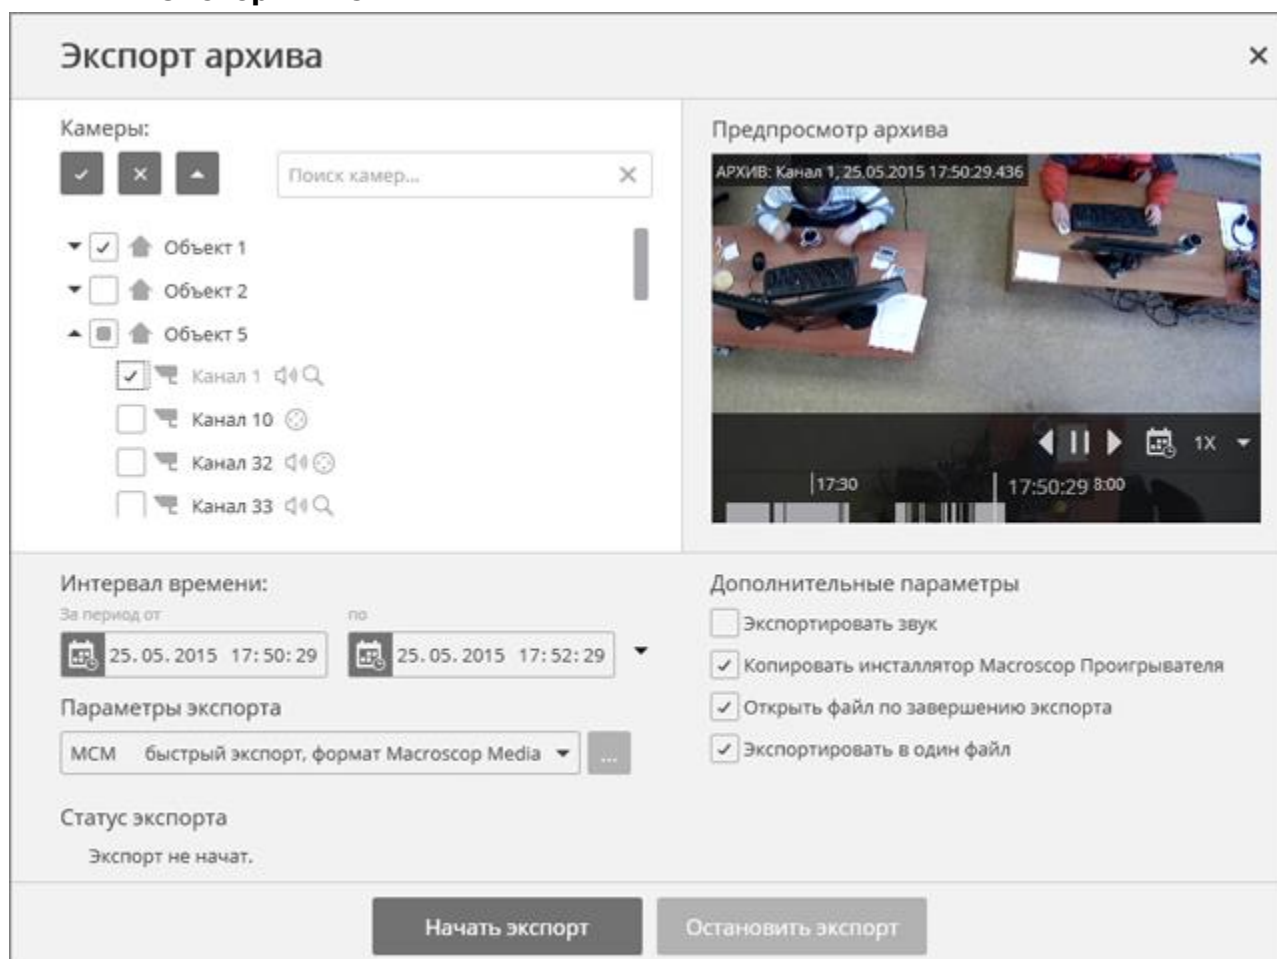 Экспорт архива
Камеры:
Поиск камер...
Объект 1
Объект 2
Объект 5
Канал 1
Канал 10
Канал 32
Канал 33
Предпросмотр архива
АРХИВ: Канал 1, 25.05.2015 17:50:29.436
1X
17:30
17:50:29 8:00
Интервал времени:
За период от
по
25.05.2015 17:50:29
25.05.2015 17:52:29
Параметры экспорта
MCM быстрый экспорт, формат Macroscop Media
...
Статус экспорта
Экспорт не начат.
Дополнительные параметры
Экспортировать звук
Копировать инсталлятор Macroscop Проигрывателя
Открыть файл по завершению экспорта
Экспортировать в один файл
Начать экспорт
Остановить экспорт